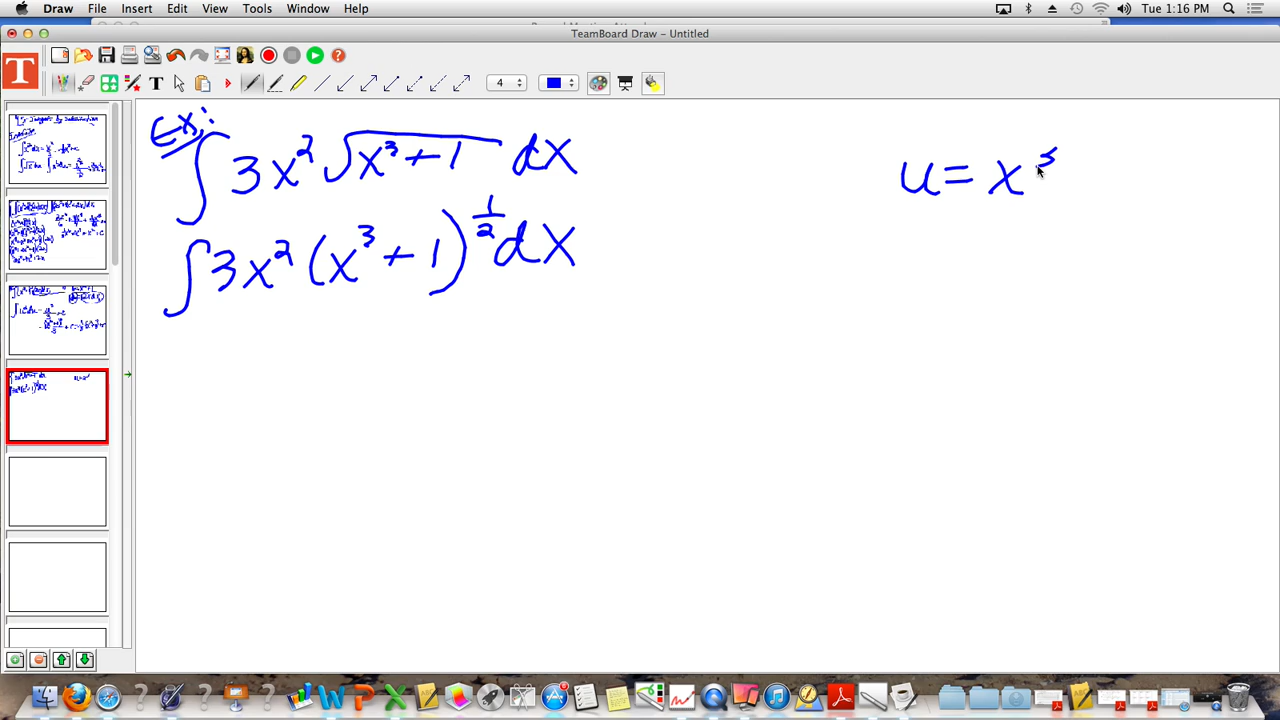 Draw File Edit View Tools Window Help Tue 1:16 PM
TeamBoard Draw – Untitled
T 4
Ex:
∫ 3x² √(x³+1) dx
u = x³
∫ 3x² (x³ + 1)^(1/2) dx